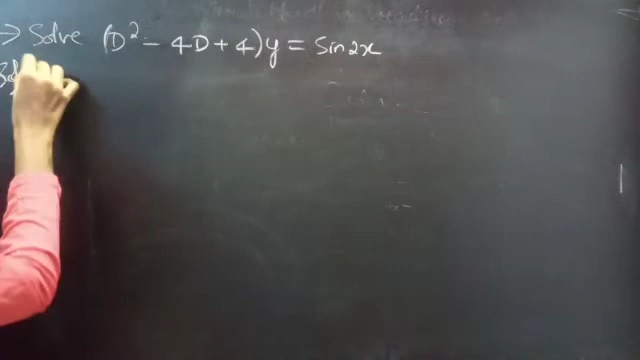 → Solve (D² - 4D + 4)y = Sin2x